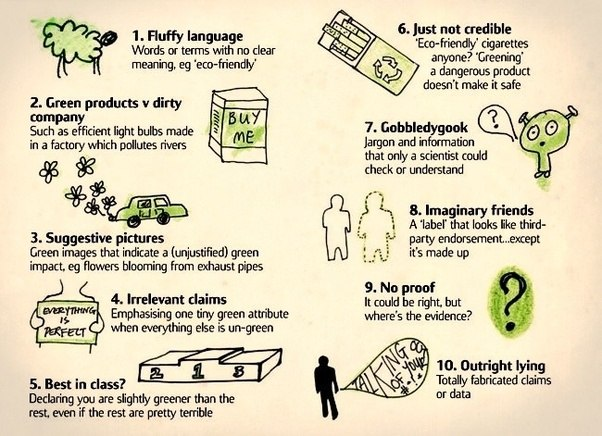 1. Fluffy language
Words or terms with no clear
meaning, eg ‘eco-friendly’
2. Green products v dirty
company
Such as efficient light bulbs made
in a factory which pollutes rivers
BUY
ME
3. Suggestive pictures
Green images that indicate a (unjustified) green
impact, eg flowers blooming from exhaust pipes
EVERYTHING
IS
PERFECT
4. Irrelevant claims
Emphasising one tiny green attribute
when everything else is un-green
2 1 3
5. Best in class?
Declaring you are slightly greener than the
rest, even if the rest are pretty terrible
6. Just not credible
‘Eco-friendly’ cigarettes
anyone? ‘Greening’
a dangerous product
doesn’t make it safe
?
7. Gobbledygook
Jargon and information
that only a scientist could
check or understand
8. Imaginary friends
A ‘label’ that looks like third-
party endorsement...except
it’s made up
9. No proof
It could be right, but
where’s the evidence?
?
TALKING OUT
OF YOUR
10. Outright lying
Totally fabricated claims
or data